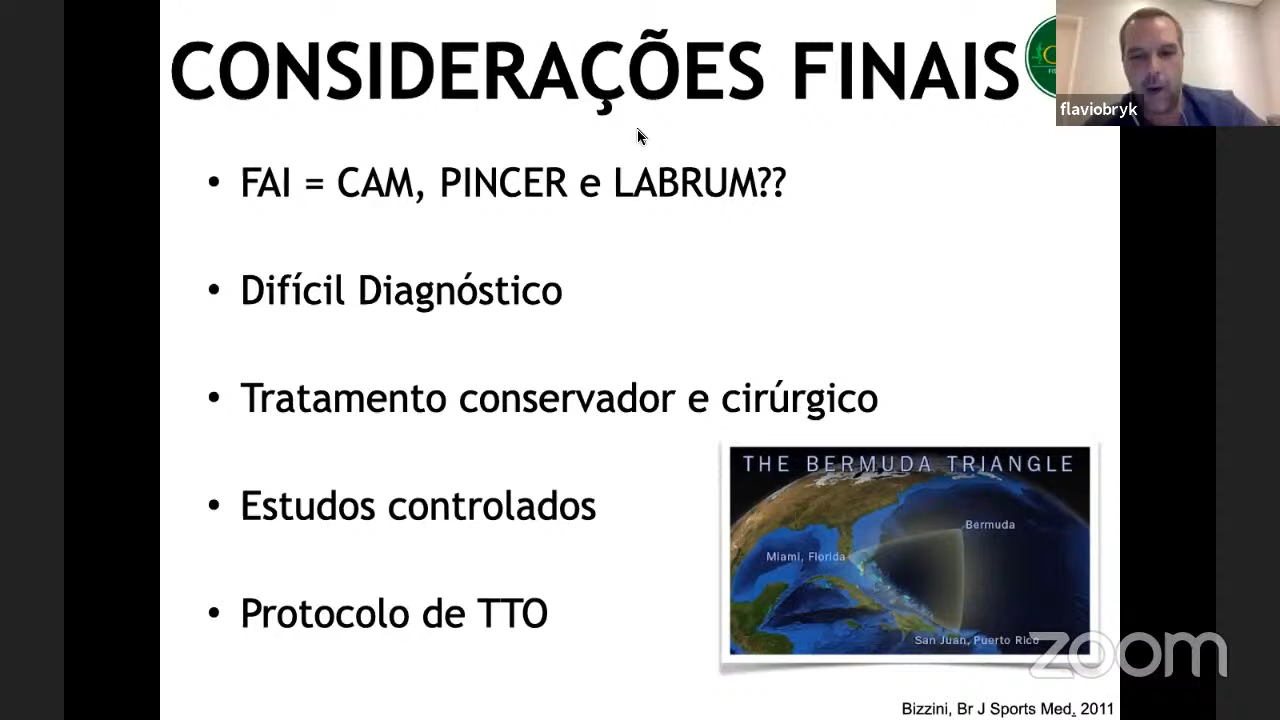 CONSIDERAÇÕES FINAIS
flaviobryk
• FAI = CAM, PINCER e LABRUM??
• Difícil Diagnóstico
• Tratamento conservador e cirúrgico
• Estudos controlados
• Protocolo de TTO
THE BERMUDA TRIANGLE
Bermuda
Miami, Florida
San Juan, Puerto Rico
zoom
Bizzini, Br J Sports Med, 2011